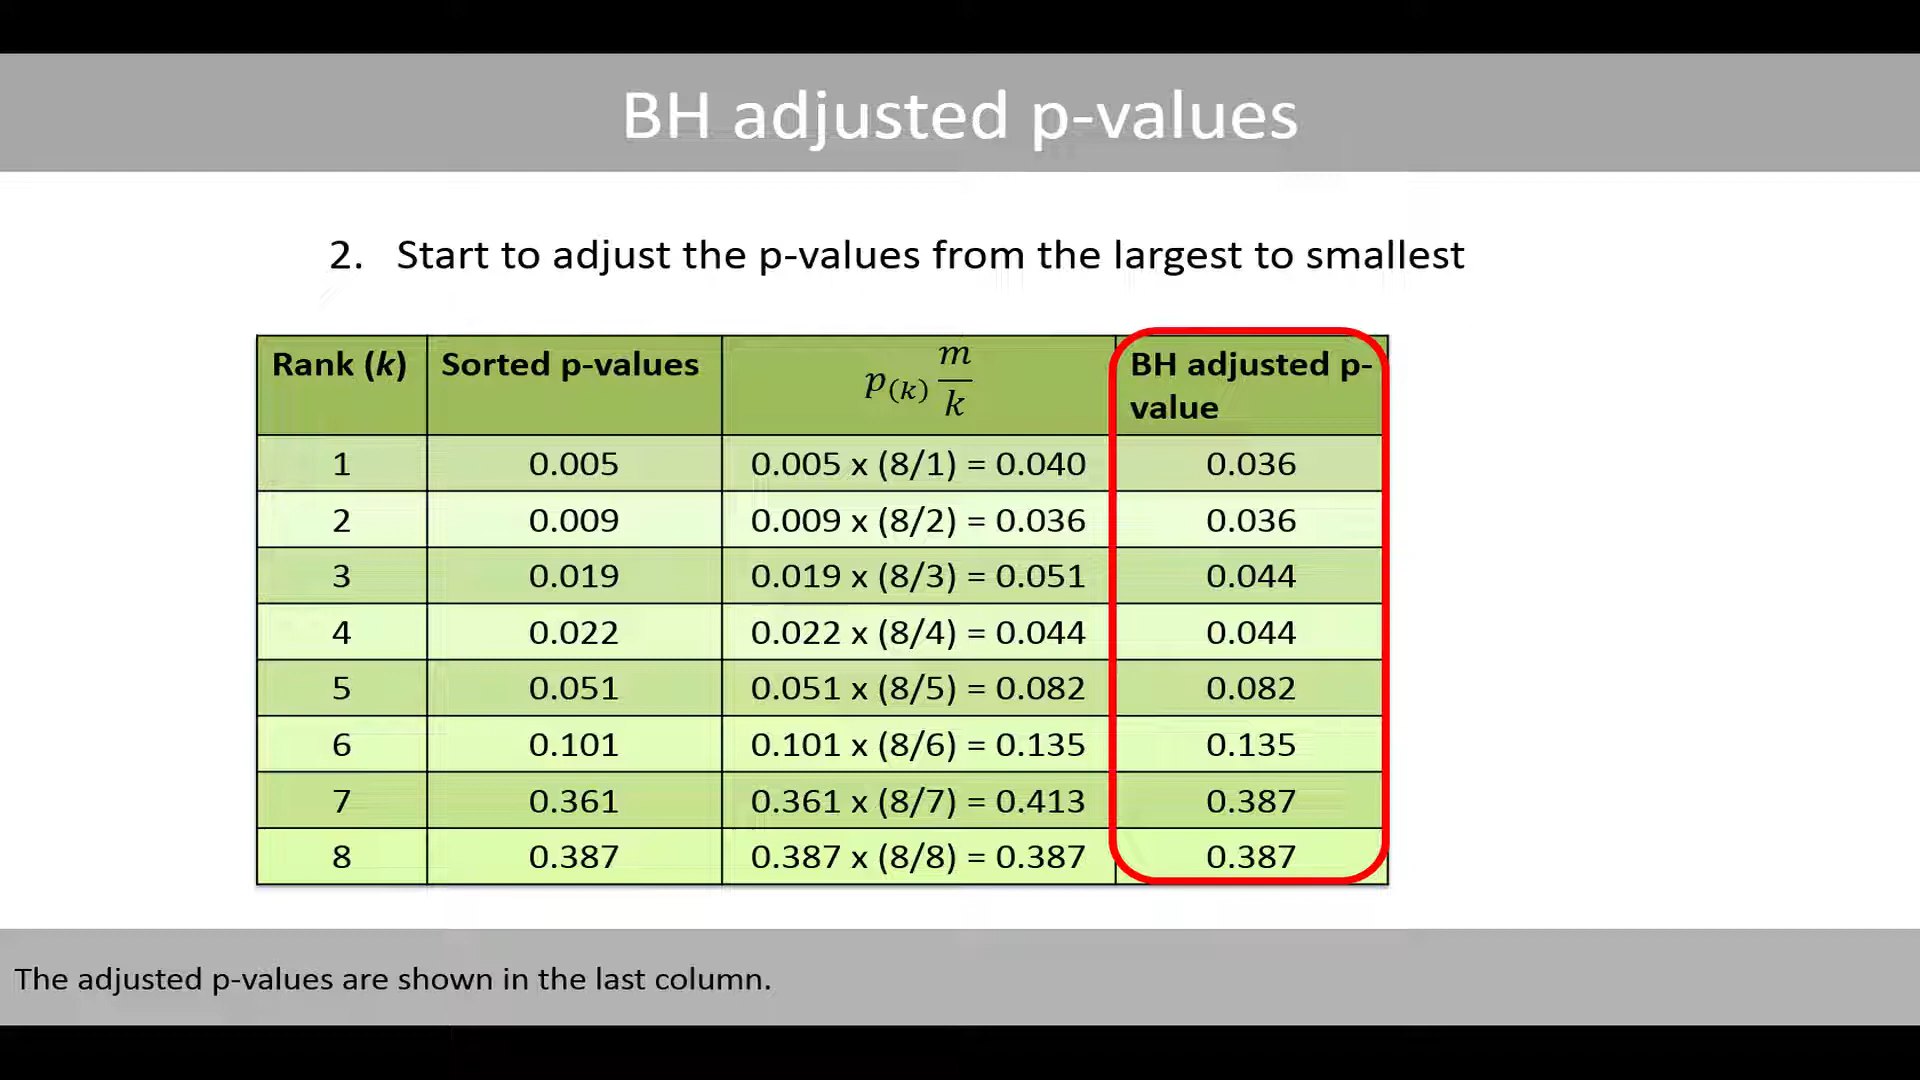 BH adjusted p-values
2. Start to adjust the p-values from the largest to smallest
Rank (k) Sorted p-values p(k) m/k BH adjusted p-
value
1 0.005 0.005 x (8/1) = 0.040 0.036
2 0.009 0.009 x (8/2) = 0.036 0.036
3 0.019 0.019 x (8/3) = 0.051 0.044
4 0.022 0.022 x (8/4) = 0.044 0.044
5 0.051 0.051 x (8/5) = 0.082 0.082
6 0.101 0.101 x (8/6) = 0.135 0.135
7 0.361 0.361 x (8/7) = 0.413 0.387
8 0.387 0.387 x (8/8) = 0.387 0.387
The adjusted p-values are shown in the last column.